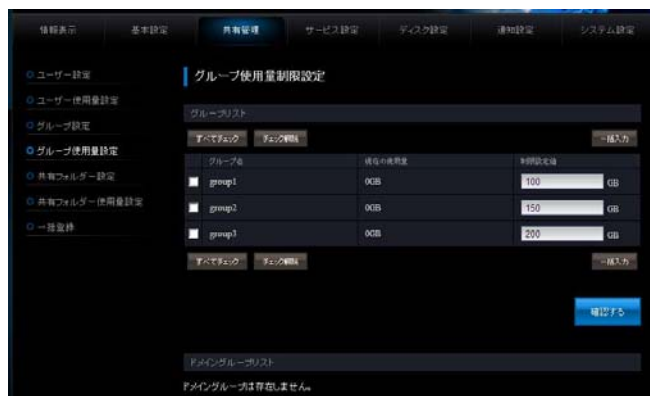 情報表示 基本設定 共有管理 サービス設定 ディスク設定 通知設定 システム設定
ユーザー設定
ユーザー使用量設定
グループ設定
グループ使用量設定
共有フォルダー設定
共有フォルダー使用量設定
一括登録
グループ使用量制限設定
グループリスト
すべてチェック チェック解除 一括入力
グループ名 現在の使用量 制限設定値
group1 0GB 100 GB
group2 0GB 150 GB
group3 0GB 200 GB
すべてチェック チェック解除 一括入力
確認する
ドメイングループリスト
ドメイングループは存在しません。